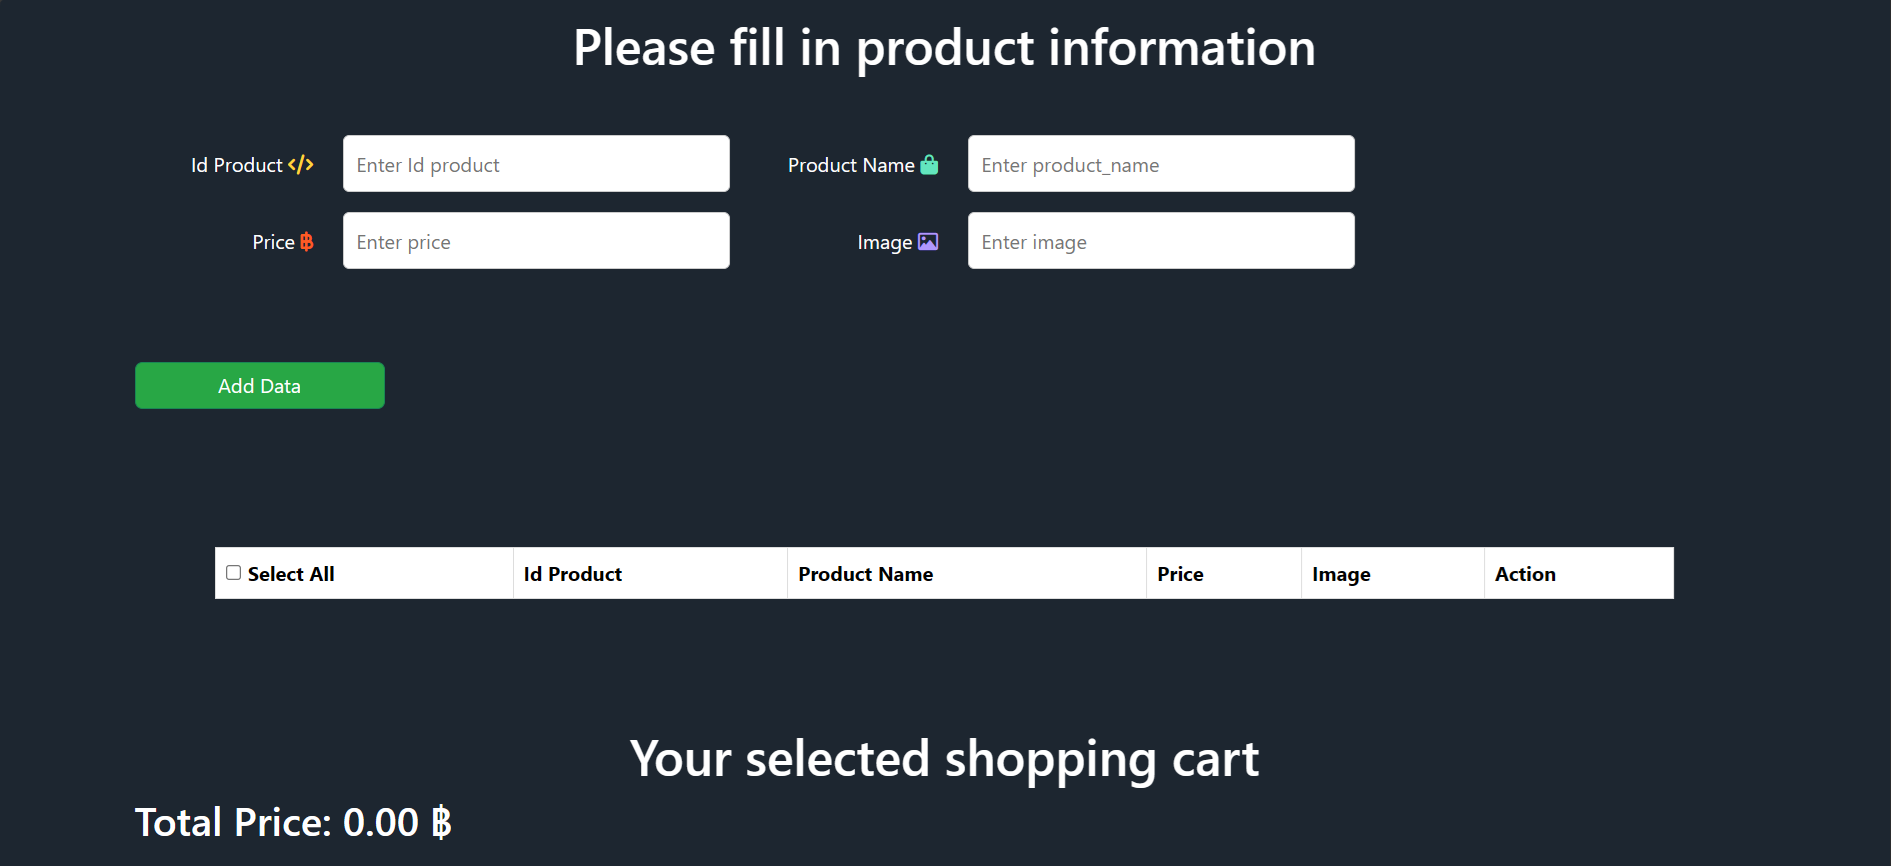 Please fill in product information
Id Product Enter Id product Product Name Enter product_name
Price ฿ Enter price Image Enter image
Add Data
Select All Id Product Product Name Price Image Action
Your selected shopping cart
Total Price: 0.00 ฿